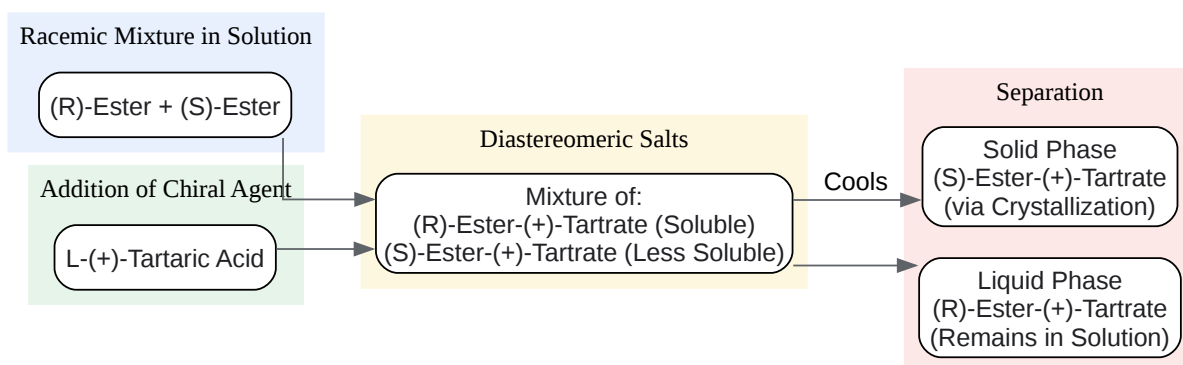 Racemic Mixture in Solution
(R)-Ester + (S)-Ester
Addition of Chiral Agent
L-(+)-Tartaric Acid
Diastereomeric Salts
Mixture of:
(R)-Ester-(+)-Tartrate (Soluble)
(S)-Ester-(+)-Tartrate (Less Soluble)
Cools
Separation
Solid Phase
(S)-Ester-(+)-Tartrate
(via Crystallization)
Liquid Phase
(R)-Ester-(+)-Tartrate
(Remains in Solution)